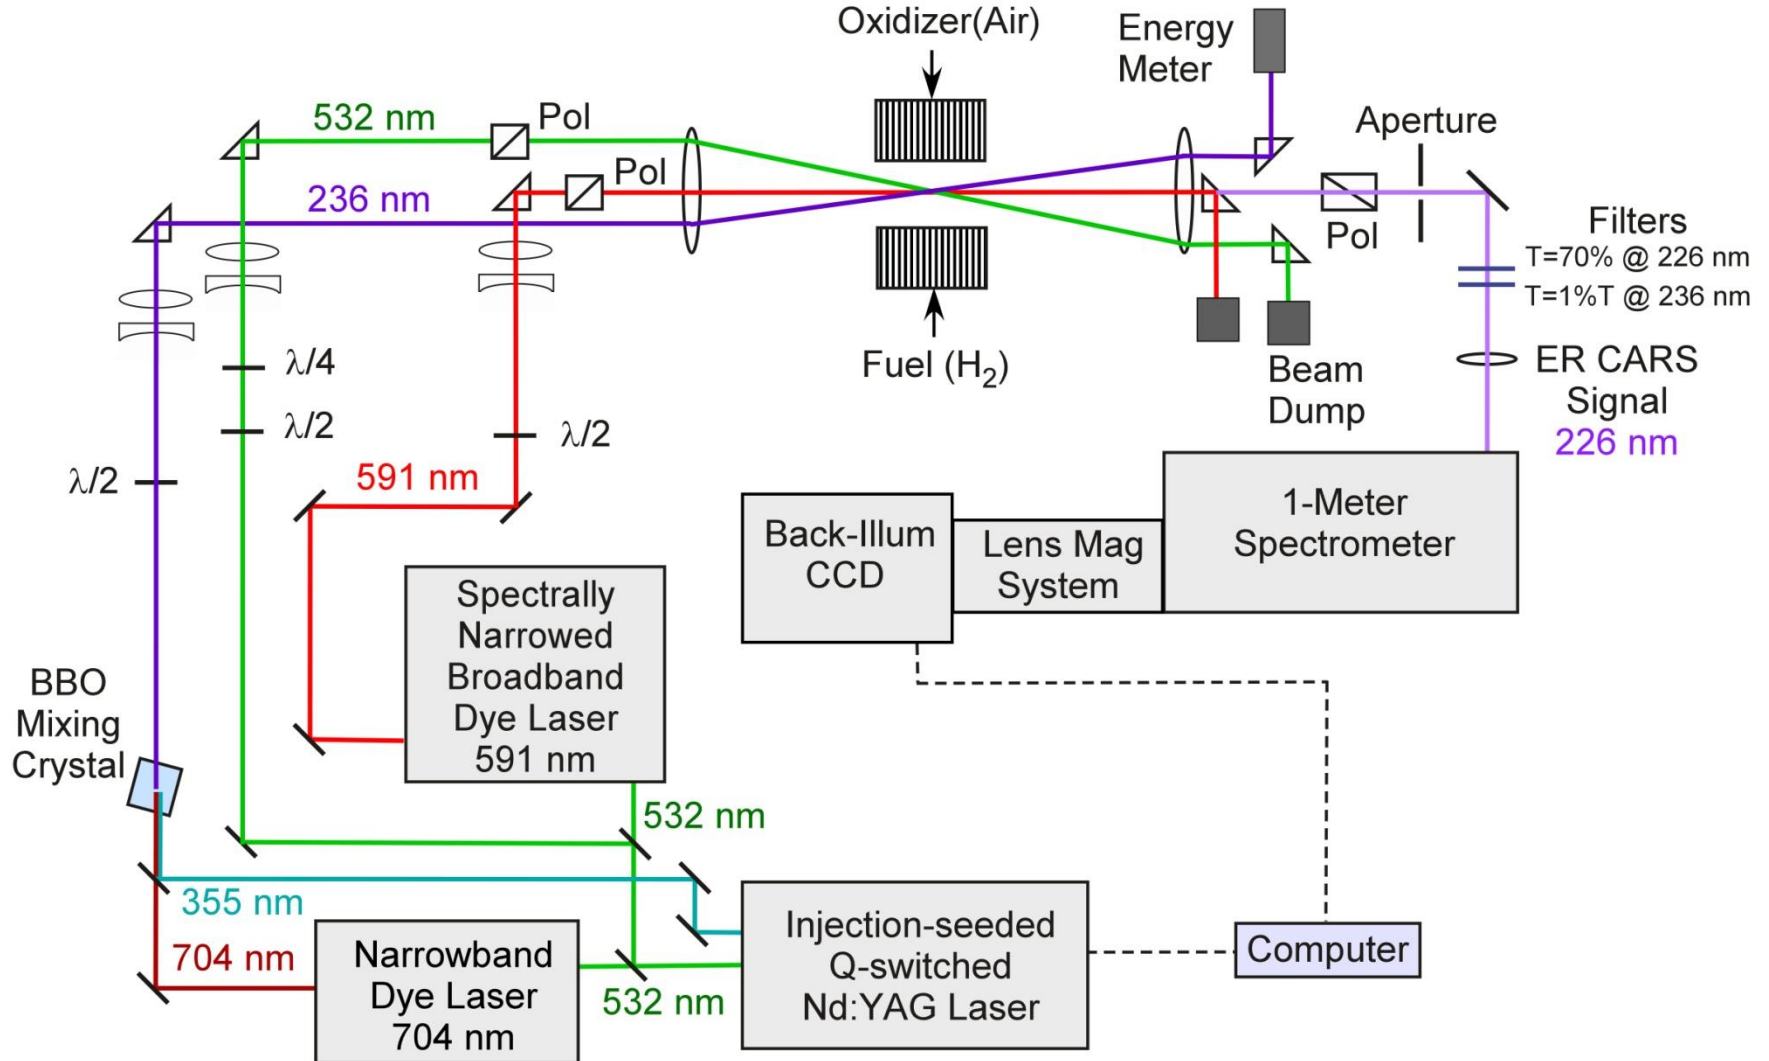 Oxidizer(Air)
Energy
Meter
532 nm
Pol
Aperture
Pol
236 nm
Pol
Filters
T=70% @ 226 nm
T=1%T @ 236 nm
λ/4
Fuel (H₂)
Beam
Dump
ER CARS
Signal
226 nm
λ/2
λ/2
λ/2
591 nm
Back-Illum
CCD
Lens Mag
System
1-Meter
Spectrometer
Spectrally
Narrowed
Broadband
Dye Laser
591 nm
BBO
Mixing
Crystal
532 nm
355 nm
704 nm
Narrowband
Dye Laser
704 nm
532 nm
Injection-seeded
Q-switched
Nd:YAG Laser
Computer